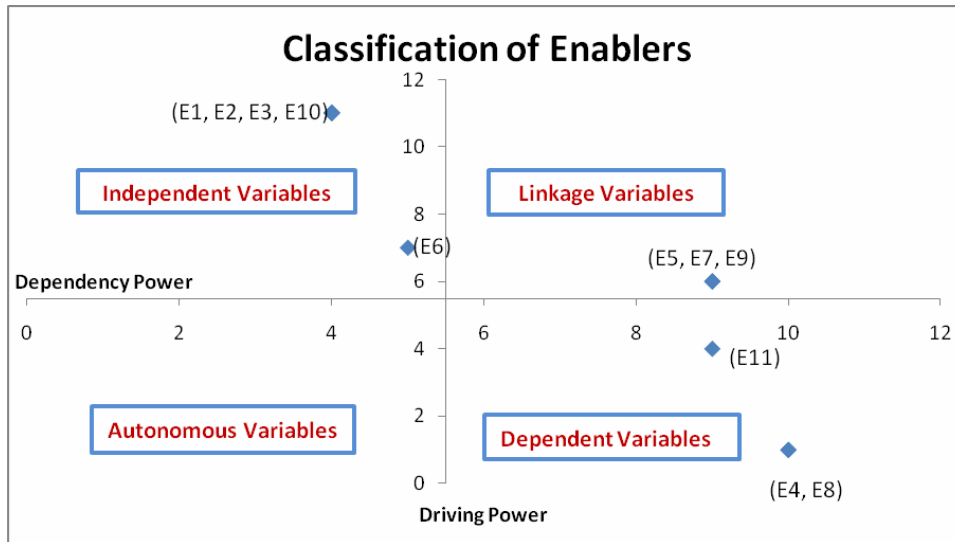 Classification of Enablers
12
(E1, E2, E3, E10)
10
Independent Variables
Linkage Variables
8
(E6)
(E5, E7, E9)
Dependency Power
6
0 2 4 6 8 10 12
4
(E11)
2
Autonomous Variables
Dependent Variables
0
(E4, E8)
Driving Power